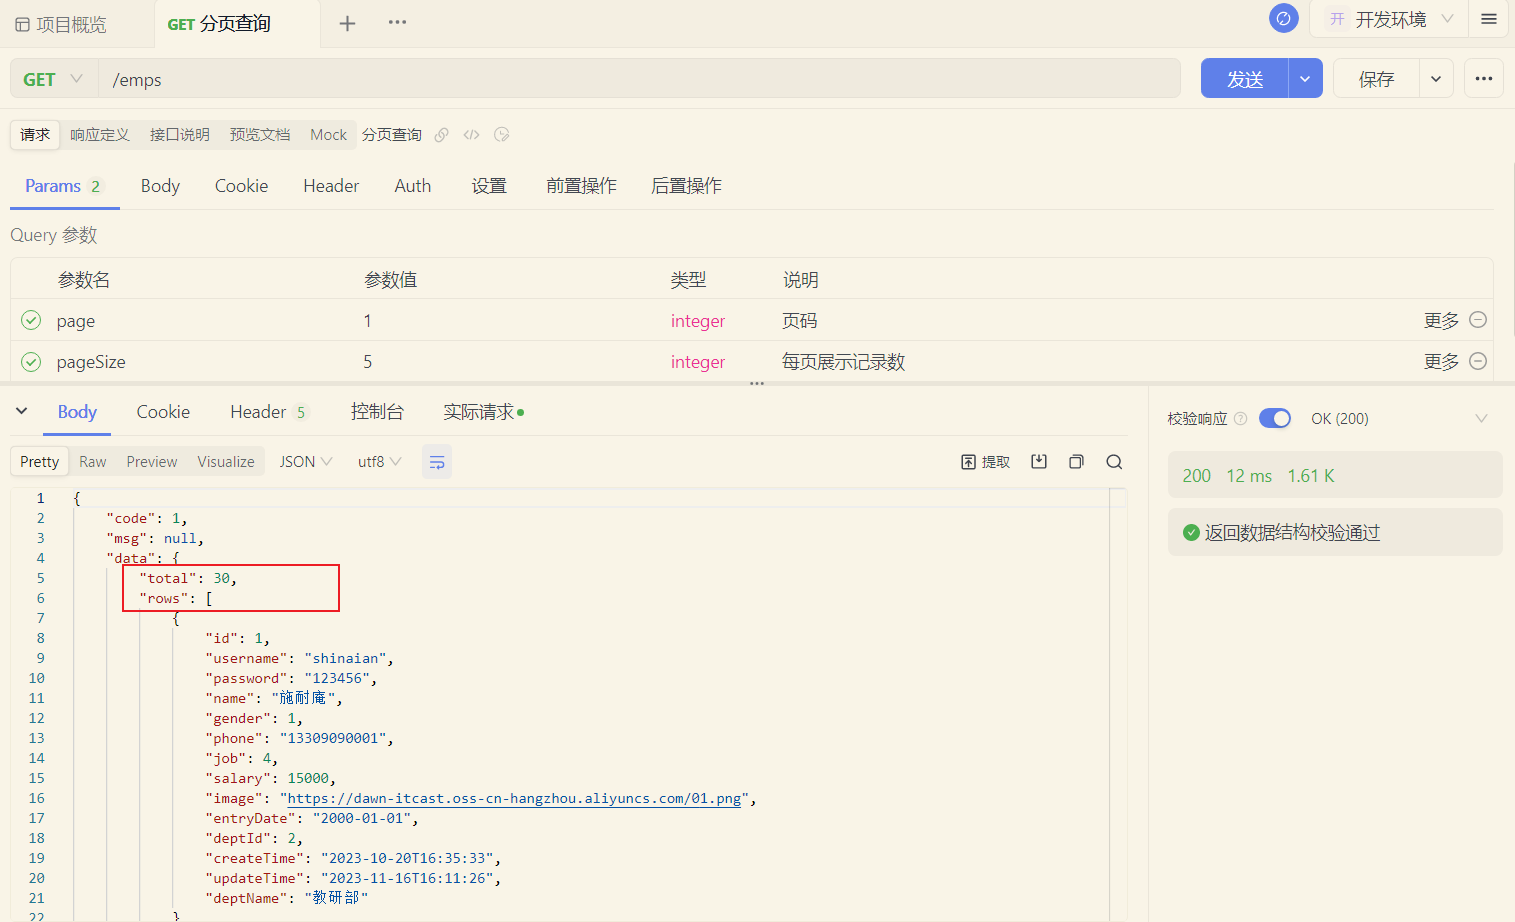 项目概览
GET 分页查询
开 开发环境
GET /emps 发送 保存
请求 响应定义 接口说明 预览文档 Mock 分页查询
Params 2 Body Cookie Header Auth 设置 前置操作 后置操作
Query 参数
参数名 参数值 类型 说明
page 1 integer 页码 更多
pageSize 5 integer 每页展示记录数 更多
Body Cookie Header 5 控制台 实际请求
校验响应 OK (200)
Pretty Raw Preview Visualize JSON utf8 提取
200 12 ms 1.61 K
返回数据结构校验通过
1 {
2 "code": 1,
3 "msg": null,
4 "data": {
5 "total": 30,
6 "rows": [
7 {
8 "id": 1,
9 "username": "shinaian",
10 "password": "123456",
11 "name": "施耐庵",
12 "gender": 1,
13 "phone": "13309090001",
14 "job": 4,
15 "salary": 15000,
16 "image": "https://dawn-itcast.oss-cn-hangzhou.aliyuncs.com/01.png",
17 "entryDate": "2000-01-01",
18 "deptId": 2,
19 "createTime": "2023-10-20T16:35:33",
20 "updateTime": "2023-11-16T16:11:26",
21 "deptName": "教研部"
22 }